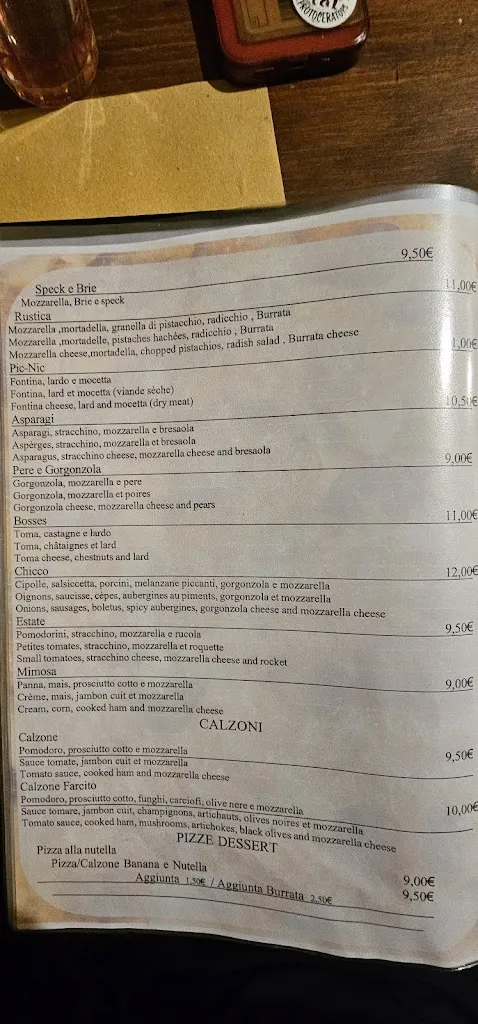 PROTOCERATOPS
9,50€
Speck e Brie
Mozzarella, Brie e speck
11,00€
Rustica
Mozzarella ,mortadella, granella di pistacchio, radicchio , Burrata
Mozzarella ,mortadelle, pistaches hachées, radicchio , Burrata
Mozzarella cheese,mortadella, chopped pistachios, radish salad , Burrata cheese
1,00€
Pic-Nic
Fontina, lardo e mocetta
Fontina, lard et mocetta (viande sèche)
Fontina cheese, lard and mocetta (dry meat)
10,50€
Asparagi
Asparagi, stracchino, mozzarella e bresaola
Aspèrges, stracchino, mozzarella et bresaola
Asparagus, stracchino cheese, mozzarella cheese and bresaola
9,00€
Pere e Gorgonzola
Gorgonzola, mozzarella e pere
Gorgonzola, mozzarella et poires
Gorgonzola cheese, mozzarella cheese and pears
11,00€
Bosses
Toma, castagne e lardo
Toma, châtaignes et lard
Toma cheese, chestnuts and lard
Chicco
12,00€
Cipolle, salsiccetta, porcini, melanzane piccanti, gorgonzola e mozzarella
Oignons, saucisse, cèpes, aubergines au piments, gorgonzola et mozzarella
Onions, sausages, boletus, spicy aubergines, gorgonzola cheese and mozzarella cheese
Estate
9,50€
Pomodorini, stracchino, mozzarella e rucola
Petites tomates, stracchino, mozzarella et roquette
Small tomatoes, stracchino cheese, mozzarella cheese and rocket
Mimosa
9,00€
Panna, mais, prosciutto cotto e mozzarella
Crème, mais, jambon cuit et mozzarella
Cream, corn, cooked ham and mozzarella cheese
CALZONI
Calzone
9,50€
Pomodoro, prosciutto cotto e mozzarella
Sauce tomate, jambon cuit et mozzarella
Tomato sauce, cooked ham and mozzarella cheese
Calzone Farcito
10,00€
Pomodoro, prosciutto cotto, funghi, carciofi, olive nere e mozzarella
Sauce tomare, jambon cuit, champignons, artichauts, olives noires et mozzarella
Tomato sauce, cooked ham, mushrooms, artichokes, black olives and mozzarella cheese
PIZZE DESSERT
Pizza alla nutella
9,00€
Pizza/Calzone Banana e Nutella
9,50€
Aggiunta 1,50€ / Aggiunta Burrata 2,50€